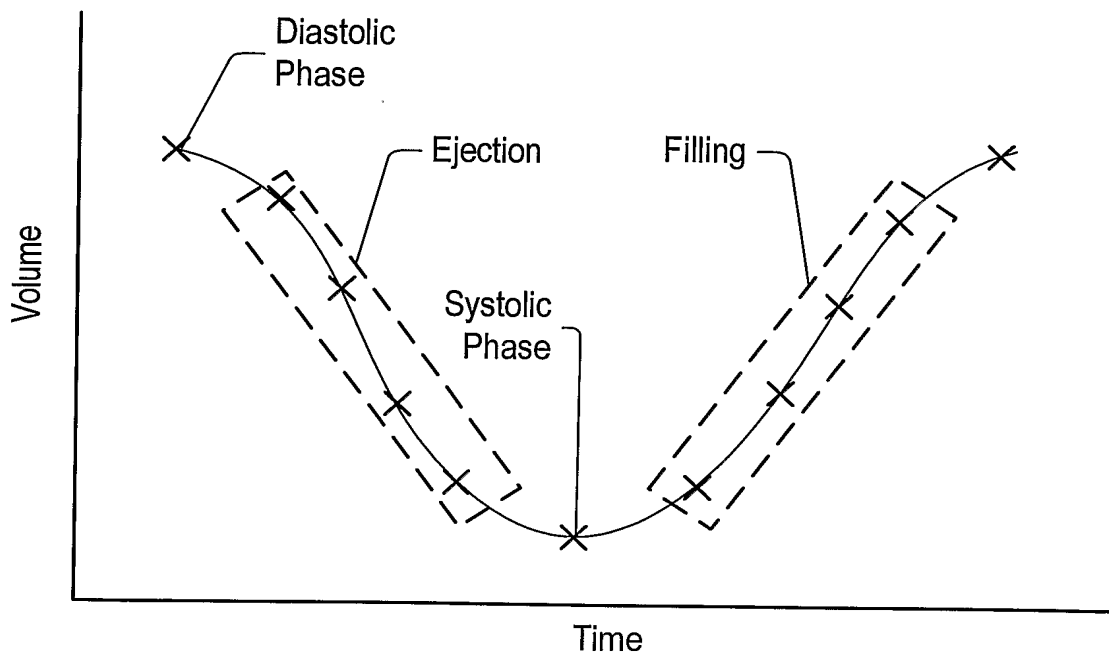 Diastolic
Phase
Ejection
Filling
Systolic
Phase
Volume
Time